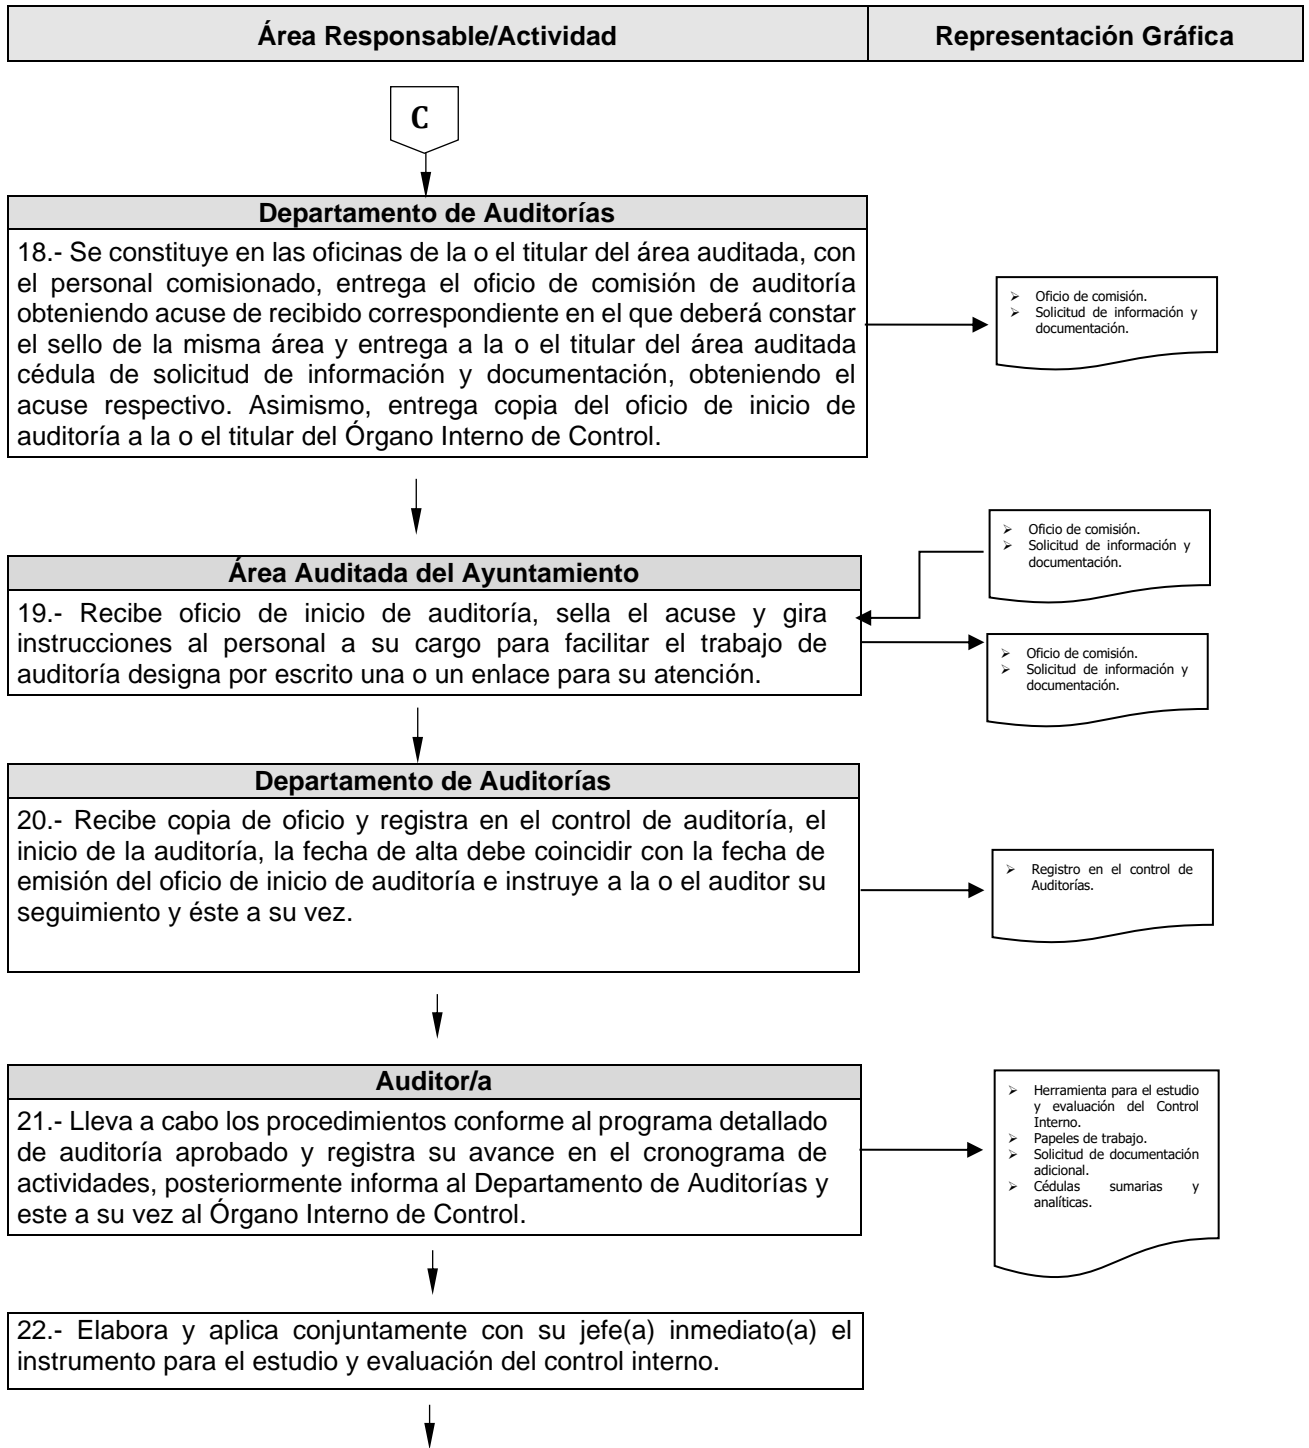 Área Responsable/Actividad
Representación Gráfica
C
Departamento de Auditorías
18.- Se constituye en las oficinas de la o el titular del área auditada, con
el personal comisionado, entrega el oficio de comisión de auditoría
obteniendo acuse de recibido correspondiente en el que deberá constar
el sello de la misma área y entrega a la o el titular del área auditada
cédula de solicitud de información y documentación, obteniendo el
acuse respectivo. Asimismo, entrega copia del oficio de inicio de
auditoría a la o el titular del Órgano Interno de Control.
➢ Oficio de comisión.
➢ Solicitud de información y
documentación.
➢ Oficio de comisión.
➢ Solicitud de información y
documentación.
Área Auditada del Ayuntamiento
19.- Recibe oficio de inicio de auditoría, sella el acuse y gira
instrucciones al personal a su cargo para facilitar el trabajo de
auditoría designa por escrito una o un enlace para su atención.
➢ Oficio de comisión.
➢ Solicitud de información y
documentación.
Departamento de Auditorías
20.- Recibe copia de oficio y registra en el control de auditoría, el
inicio de la auditoría, la fecha de alta debe coincidir con la fecha de
emisión del oficio de inicio de auditoría e instruye a la o el auditor su
seguimiento y éste a su vez.
➢ Registro en el control de
Auditorías.
Auditor/a
21.- Lleva a cabo los procedimientos conforme al programa detallado
de auditoría aprobado y registra su avance en el cronograma de
actividades, posteriormente informa al Departamento de Auditorías y
este a su vez al Órgano Interno de Control.
➢ Herramienta para el estudio
y evaluación del Control
Interno.
➢ Papeles de trabajo.
➢ Solicitud de documentación
adicional.
➢ Cédulas sumarias y
analíticas.
22.- Elabora y aplica conjuntamente con su jefe(a) inmediato(a) el
instrumento para el estudio y evaluación del control interno.